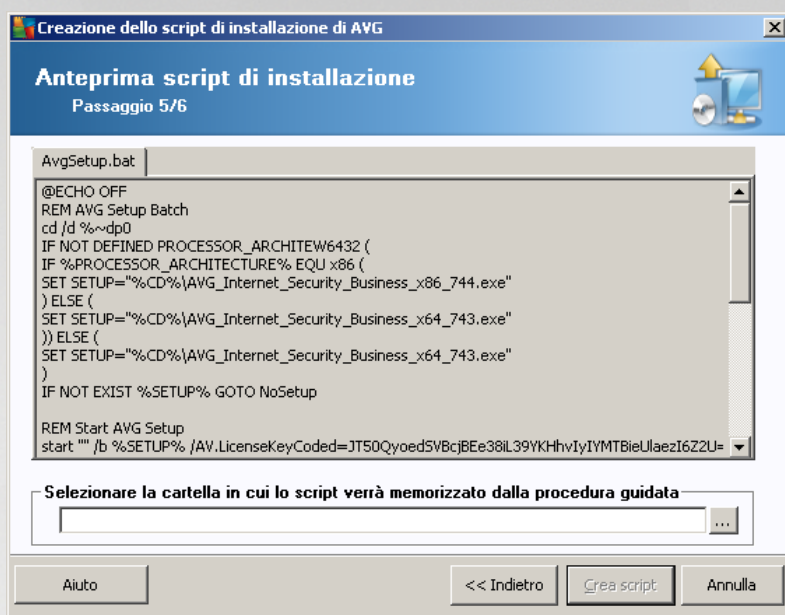 Creazione dello script di installazione di AVG
Anteprima script di installazione
Passaggio 5/6
AvgSetup.bat
@ECHO OFF
REM AVG Setup Batch
cd /d %~dp0
IF NOT DEFINED PROCESSOR_ARCHITEW6432 (
IF %PROCESSOR_ARCHITECTURE% EQU x86 (
SET SETUP="%CD%\AVG_Internet_Security_Business_x86_744.exe"
) ELSE (
SET SETUP="%CD%\AVG_Internet_Security_Business_x64_743.exe"
)) ELSE (
SET SETUP="%CD%\AVG_Internet_Security_Business_x64_743.exe"
)
IF NOT EXIST %SETUP% GOTO NoSetup
REM Start AVG Setup
start "" /b %SETUP% /AV.LicenseKeyCoded=JT50QyoedSVBcjBEe38iL39YKHhvIyIYMTBieUlaezI6Z2U=
Selezionare la cartella in cui lo script verrà memorizzato dalla procedura guidata
...
Aiuto
<< Indietro
Crea script
Annulla